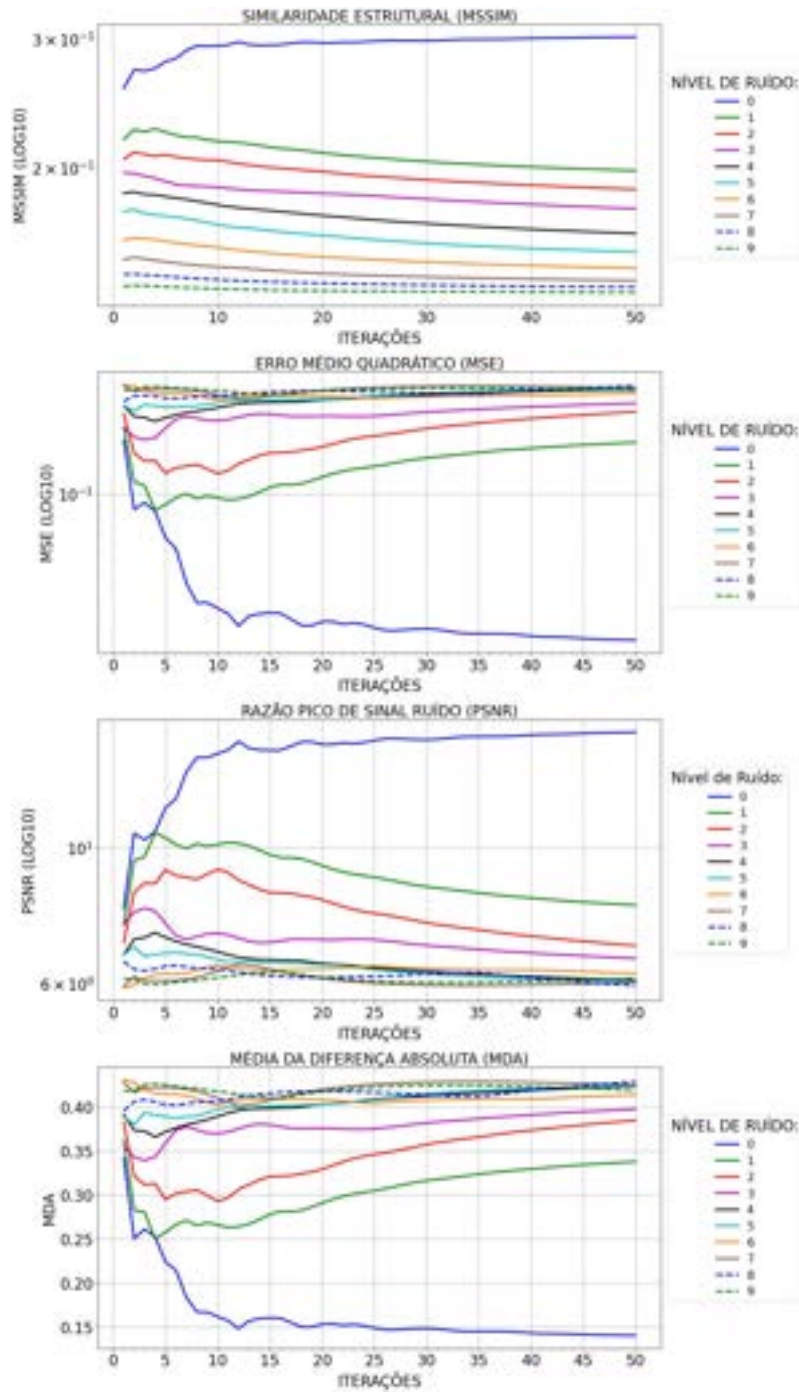 SIMILARIDADE ESTRUTURAL (MSSIM)
3 × 10⁻¹
2 × 10⁻¹
MSSIM (LOG10)
0 5 10 15 20 25 30 35 40 45 50
ITERAÇÕES
NÍVEL DE RUÍDO:
0
1
2
3
4
5
6
7
8
9
ERRO MÉDIO QUADRÁTICO (MSE)
10⁻¹
MSE (LOG10)
0 5 10 15 20 25 30 35 40 45 50
ITERAÇÕES
NÍVEL DE RUÍDO:
0
1
2
3
4
5
6
7
8
9
RAZÃO PICO DE SINAL RUÍDO (PSNR)
10¹
6 × 10⁰
PSNR (LOG10)
0 5 10 15 20 25 30 35 40 45 50
ITERAÇÕES
Nível de Ruído:
0
1
2
3
4
5
6
7
8
9
MÉDIA DA DIFERENÇA ABSOLUTA (MDA)
0.40
0.35
0.30
0.25
0.20
0.15
MDA
0 5 10 15 20 25 30 35 40 45 50
ITERAÇÕES
NÍVEL DE RUÍDO:
0
1
2
3
4
5
6
7
8
9